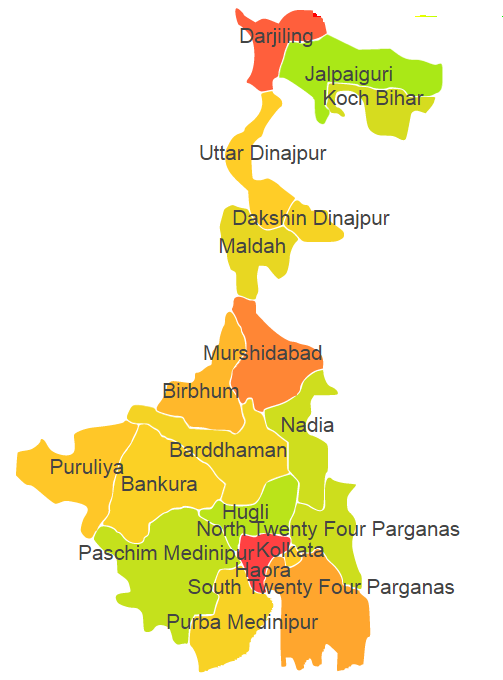 Darjiling
Jalpaiguri
Koch Bihar
Uttar Dinajpur
Dakshin Dinajpur
Maldah
Murshidabad
Birbhum
Nadia
Barddhaman
Puruliya
Bankura
Hugli
North Twenty Four Parganas
Paschim Medinipur
Kolkata
Haora
South Twenty Four Parganas
Purba Medinipur